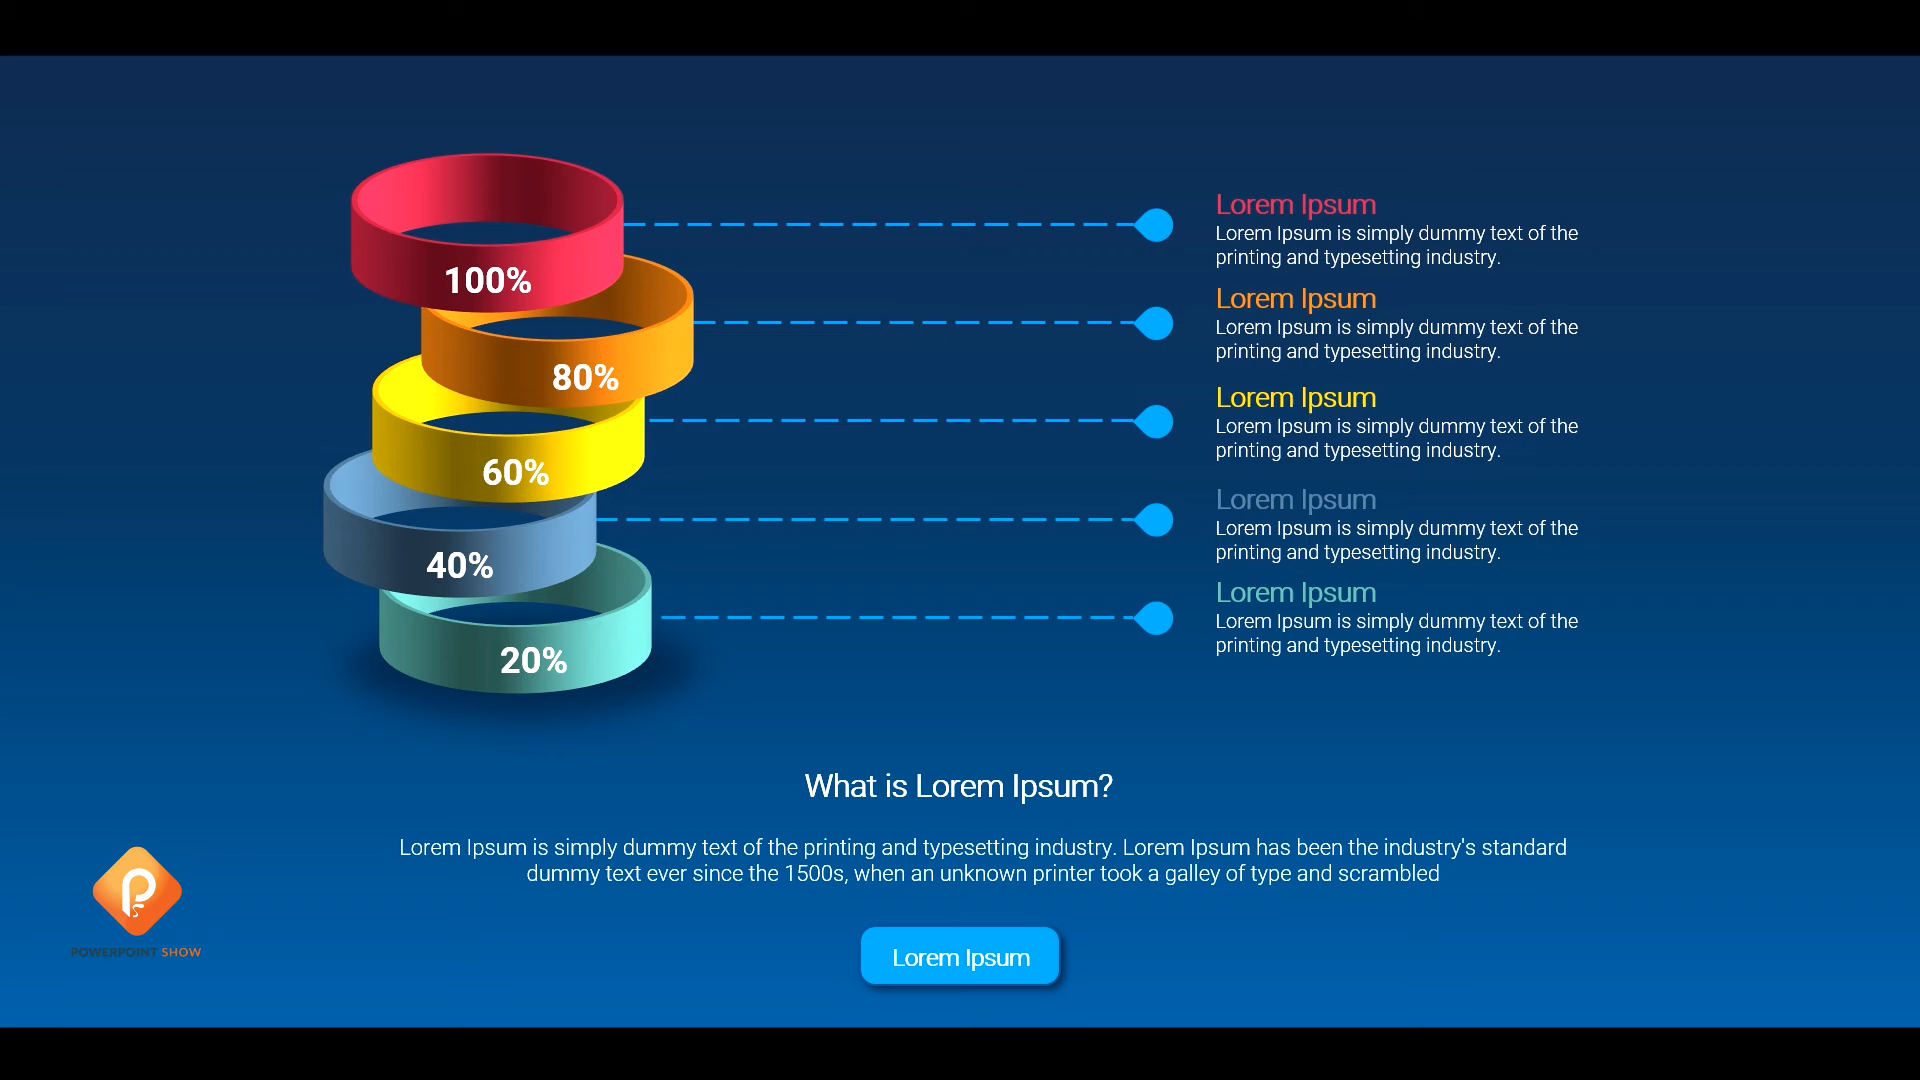 100%
80%
60%
40%
20%
Lorem Ipsum
Lorem Ipsum is simply dummy text of the
printing and typesetting industry.
Lorem Ipsum
Lorem Ipsum is simply dummy text of the
printing and typesetting industry.
Lorem Ipsum
Lorem Ipsum is simply dummy text of the
printing and typesetting industry.
Lorem Ipsum
Lorem Ipsum is simply dummy text of the
printing and typesetting industry.
Lorem Ipsum
Lorem Ipsum is simply dummy text of the
printing and typesetting industry.
What is Lorem Ipsum?
Lorem Ipsum is simply dummy text of the printing and typesetting industry. Lorem Ipsum has been the industry's standard
dummy text ever since the 1500s, when an unknown printer took a galley of type and scrambled
POWERPOINT SHOW
Lorem Ipsum